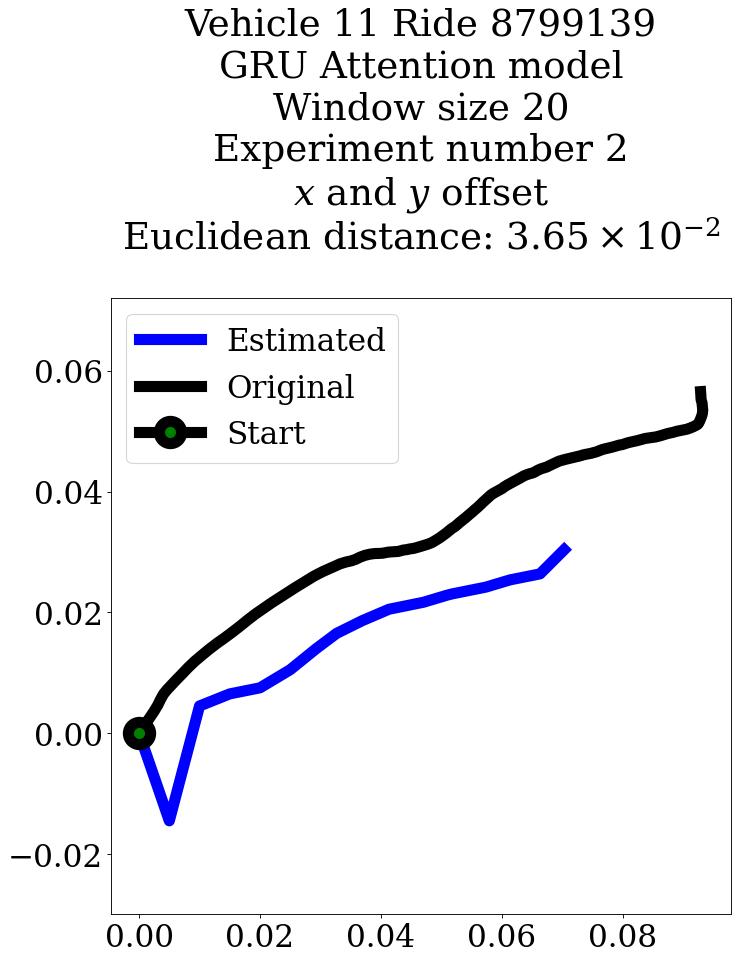 Vehicle 11 Ride 8799139
GRU Attention model
Window size 20
Experiment number 2
x and y offset
Euclidean distance: 3.65 × 10⁻²
Estimated
Original
Start
0.06
0.04
0.02
0.00
−0.02
0.00 0.02 0.04 0.06 0.08